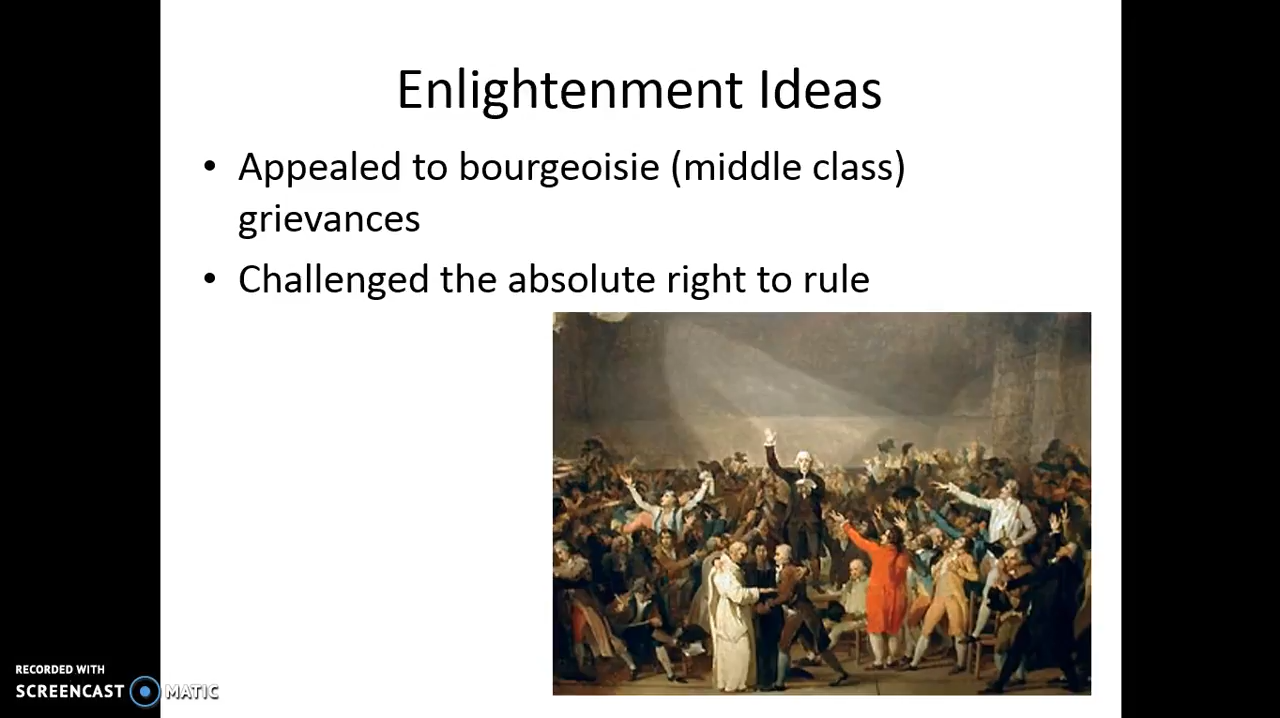 Enlightenment Ideas
• Appealed to bourgeoisie (middle class)
grievances
• Challenged the absolute right to rule
RECORDED WITH
SCREENCAST MATIC